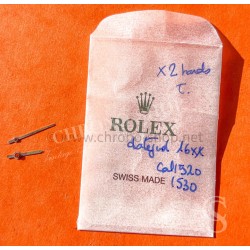 x2 hands
T.
ROLEX
datejust 16xx
Cal 1520
1530
SWISS MADE